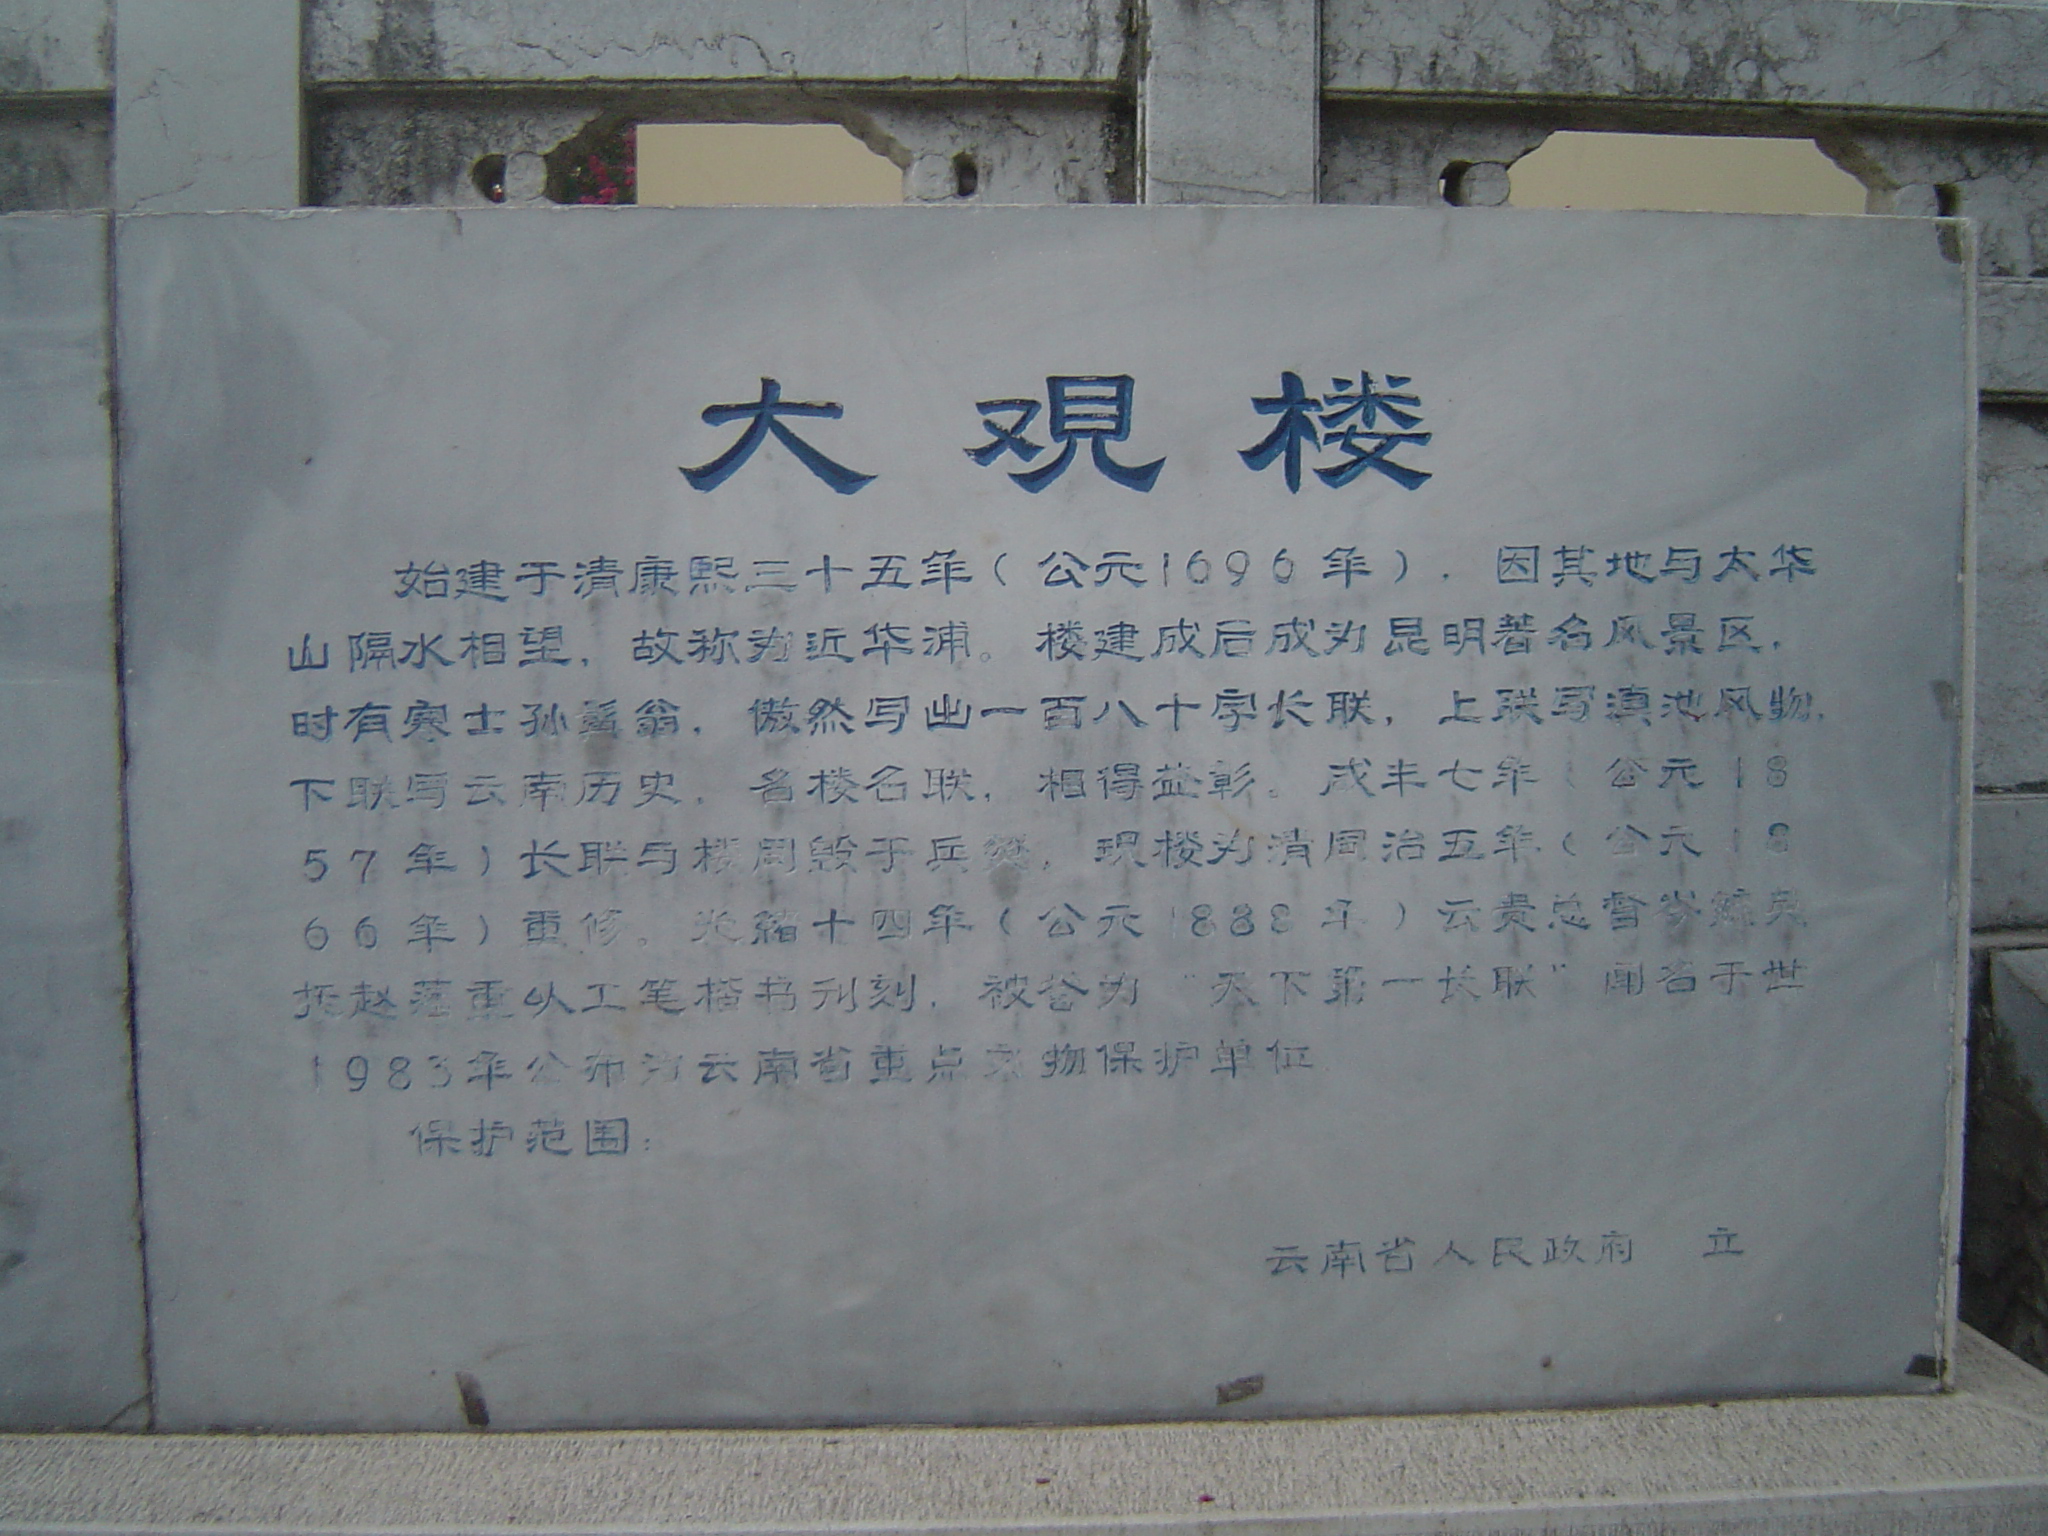 大观楼
始建于清康熙三十五年(公元1696年)，因其地与太华
山隔水相望，故称为近华浦。楼建成后成为昆明著名风景区，
时有寒士孙髯翁，傲然写出一百八十字长联，上联写滇池风物，
下联写云南历史，名楼名联，相得益彰。咸丰七年(公元18
57年)长联与楼同毁于兵燹，现楼为清同治五年(公元18
66年)重修，光绪十四年(公元1888年)云贵总督岑毓英
托赵藩重以工笔楷书刊刻，被誉为“天下第一长联”闻名于世
1983年公布为云南省重点文物保护单位
保护范围：
云南省人民政府 立